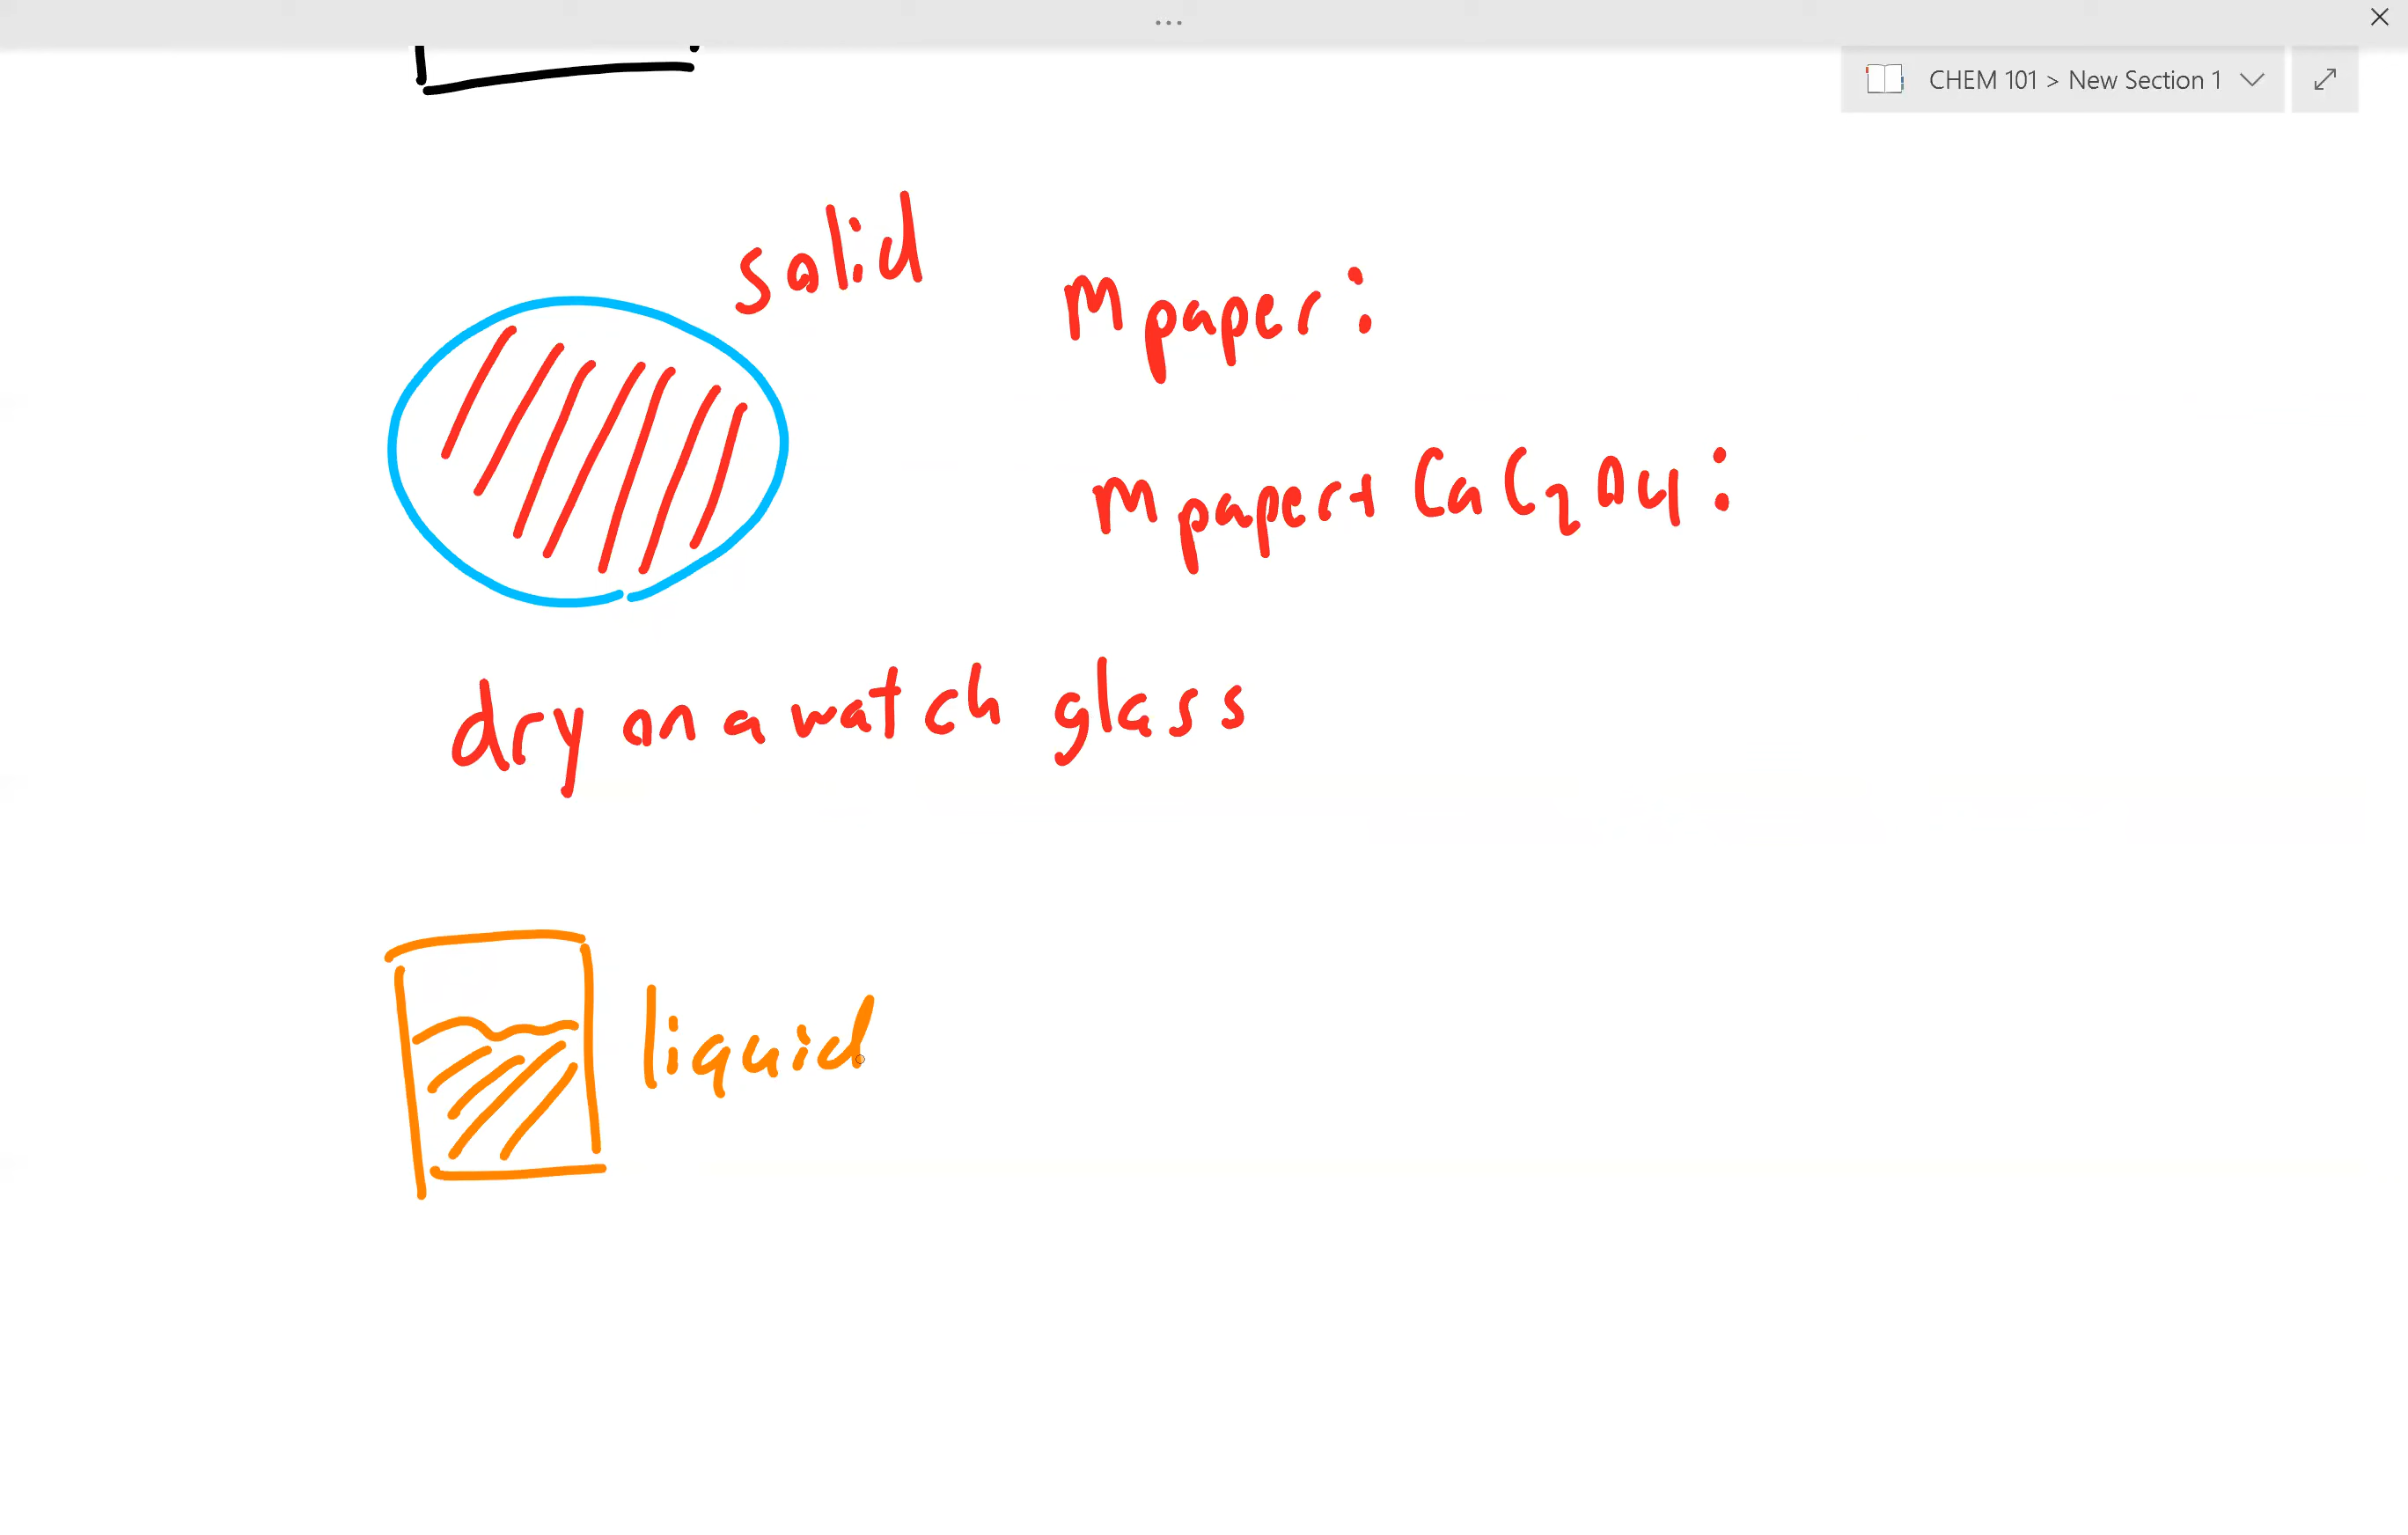 CHEM 101 > New Section 1
solid
m paper :
m paper + CaC2O4 :
dry on a watch glass
liquid